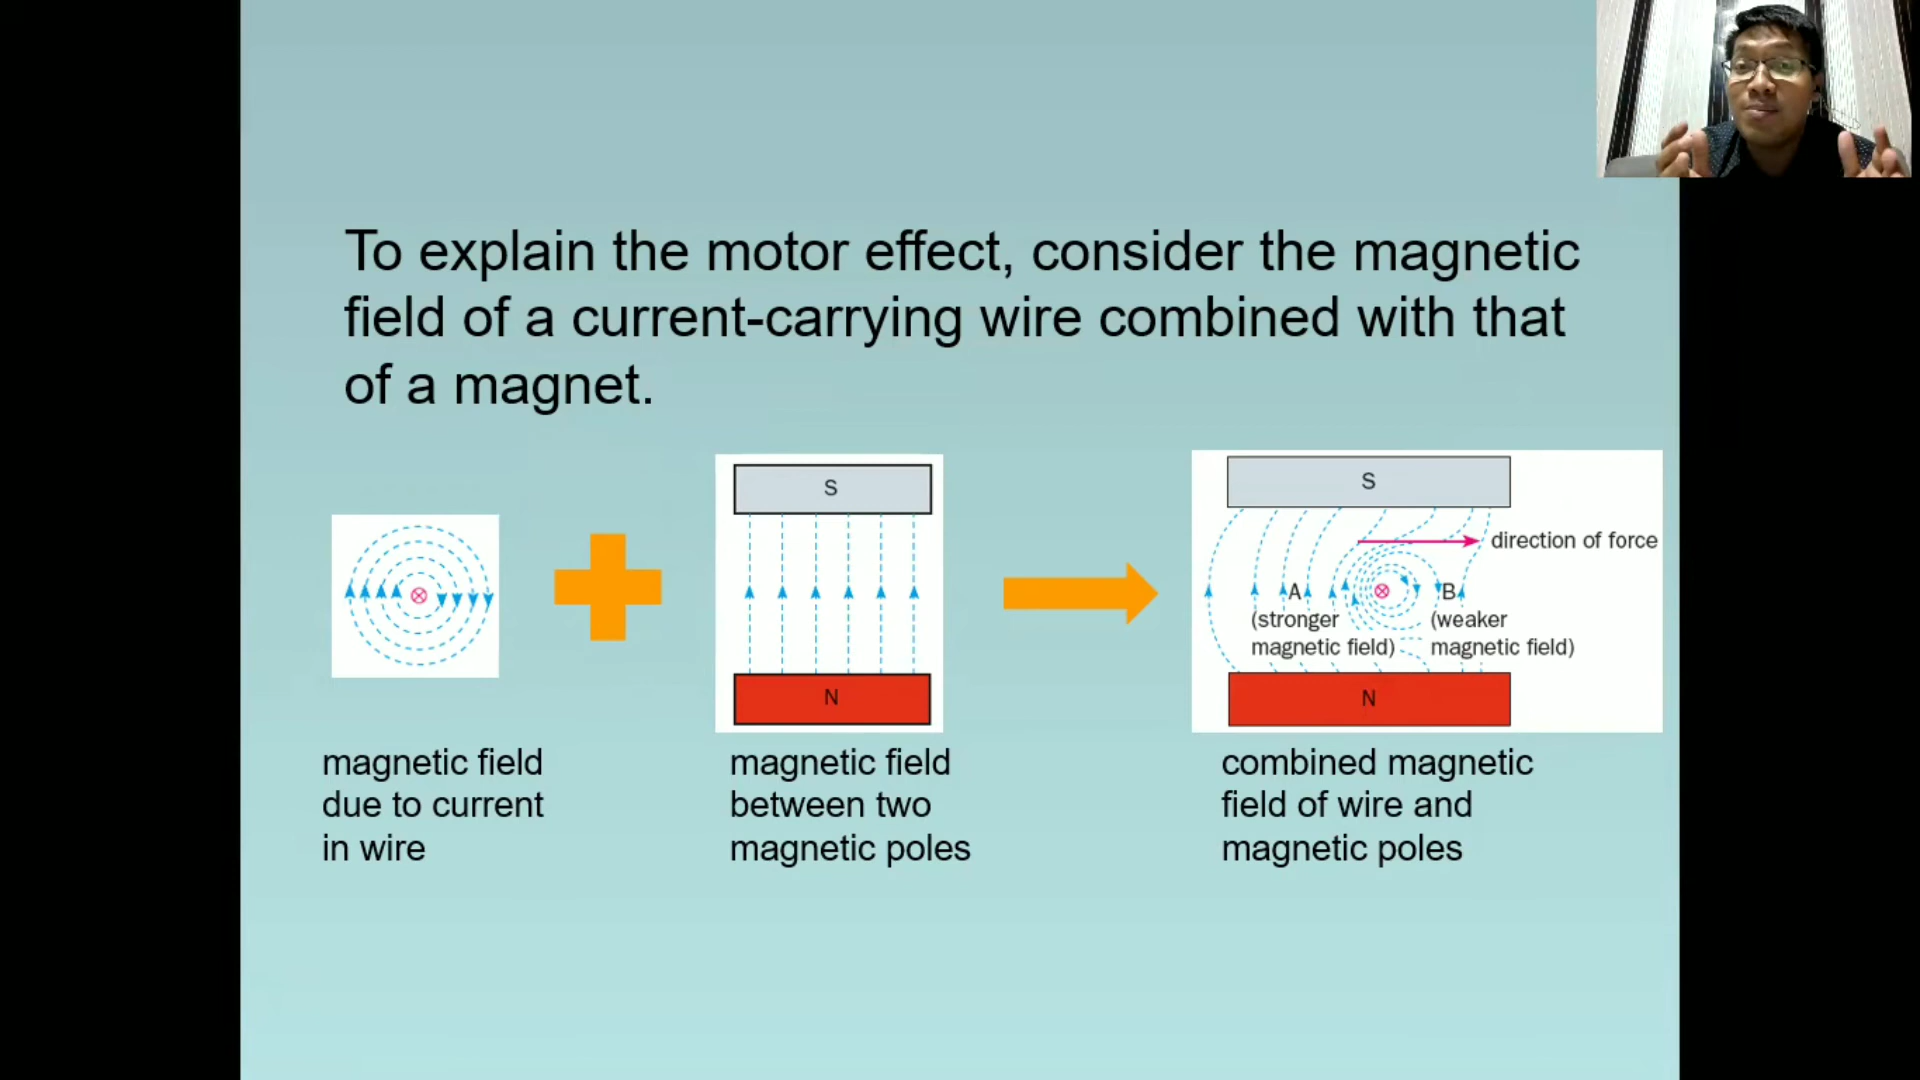 To explain the motor effect, consider the magnetic
field of a current-carrying wire combined with that
of a magnet.
S
N
S
direction of force
A
B
(stronger
magnetic field)
(weaker
magnetic field)
N
magnetic field
due to current
in wire
magnetic field
between two
magnetic poles
combined magnetic
field of wire and
magnetic poles